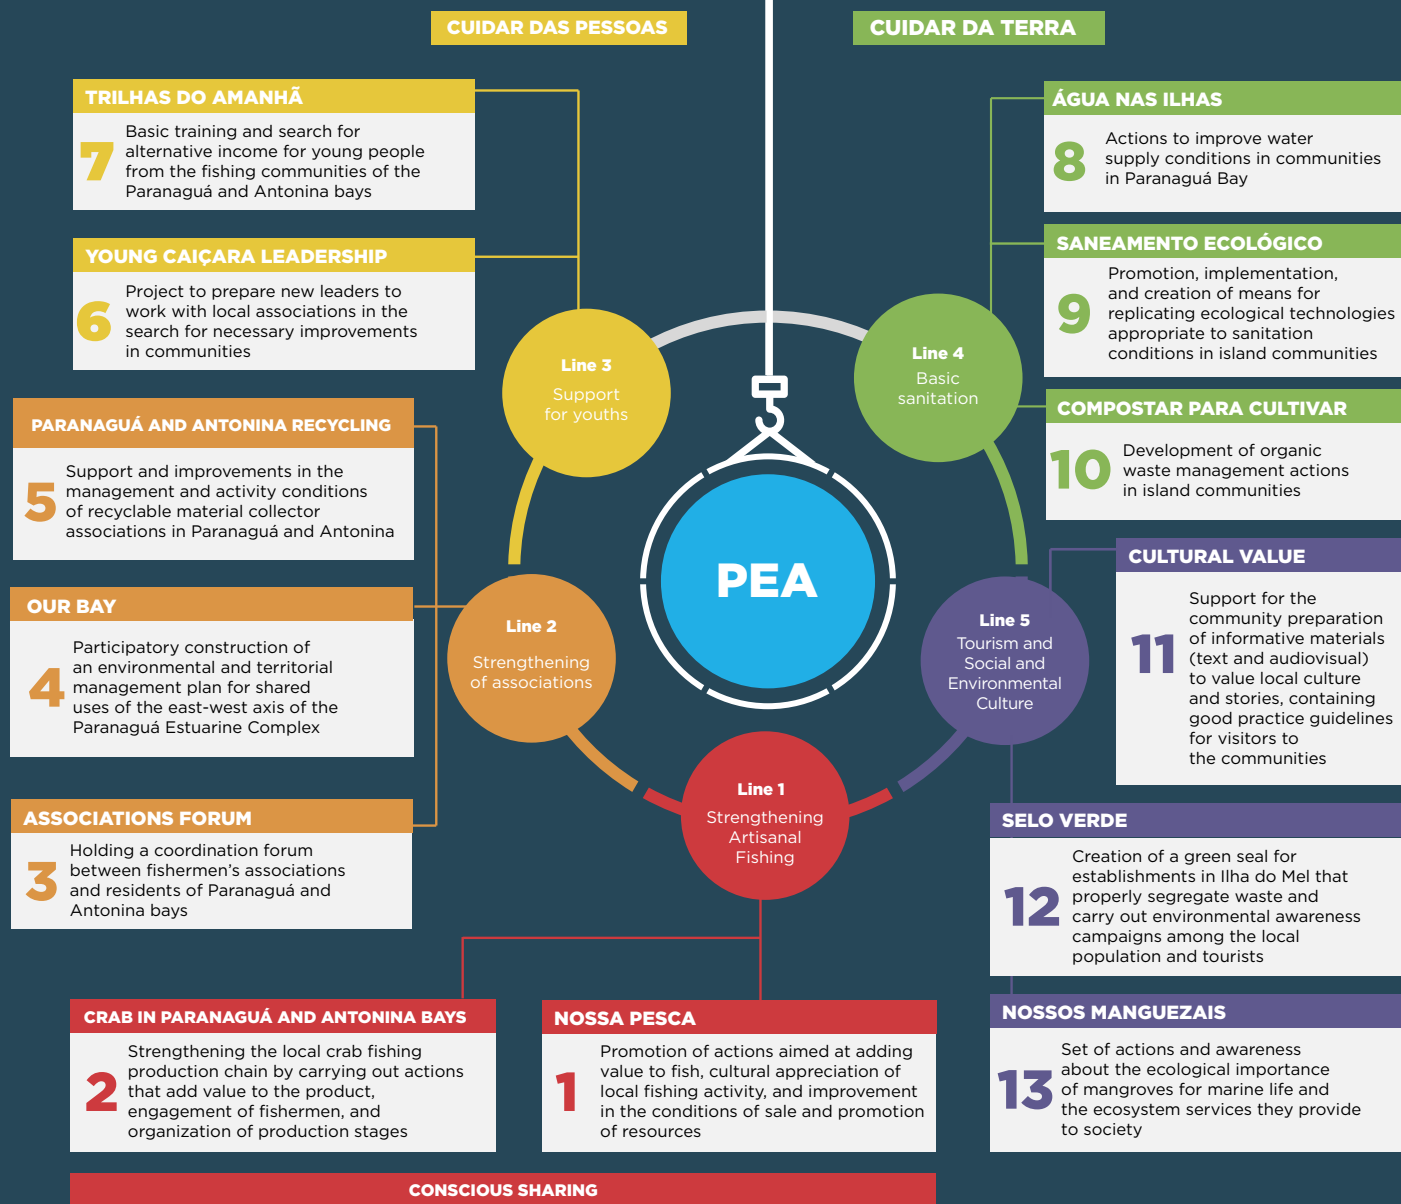 CUIDAR DAS PESSOAS
CUIDAR DA TERRA
TRILHAS DO AMANHÃ
7
Basic training and search for
alternative income for young people
from the fishing communities of the
Paranaguá and Antonina bays
YOUNG CAIÇARA LEADERSHIP
6
Project to prepare new leaders to
work with local associations in the
search for necessary improvements
in communities
PARANAGUÁ AND ANTONINA RECYCLING
5
Support and improvements in the
management and activity conditions
of recyclable material collector
associations in Paranaguá and Antonina
OUR BAY
4
Participatory construction of
an environmental and territorial
management plan for shared
uses of the east-west axis of the
Paranaguá Estuarine Complex
ASSOCIATIONS FORUM
3
Holding a coordination forum
between fishermen's associations
and residents of Paranaguá and
Antonina bays
Line 3
Support
for youths
Line 4
Basic
sanitation
PEA
Line 2
Strengthening
of associations
Line 5
Tourism and
Social and
Environmental
Culture
Line 1
Strengthening
Artisanal
Fishing
ÁGUA NAS ILHAS
8
Actions to improve water
supply conditions in communities
in Paranaguá Bay
SANEAMENTO ECOLÓGICO
9
Promotion, implementation,
and creation of means for
replicating ecological technologies
appropriate to sanitation
conditions in island communities
COMPOSTAR PARA CULTIVAR
10
Development of organic
waste management actions
in island communities
CULTURAL VALUE
11
Support for the
community preparation
of informative materials
(text and audiovisual)
to value local culture
and stories, containing
good practice guidelines
for visitors to
the communities
SELO VERDE
12
Creation of a green seal for
establishments in Ilha do Mel that
properly segregate waste and
carry out environmental awareness
campaigns among the local
population and tourists
NOSSOS MANGUEZAIS
13
Set of actions and awareness
about the ecological importance
of mangroves for marine life and
the ecosystem services they provide
to society
CRAB IN PARANAGUÁ AND ANTONINA BAYS
2
Strengthening the local crab fishing
production chain by carrying out actions
that add value to the product,
engagement of fishermen, and
organization of production stages
NOSSA PESCA
1
Promotion of actions aimed at adding
value to fish, cultural appreciation of
local fishing activity, and improvement
in the conditions of sale and promotion
of resources
CONSCIOUS SHARING